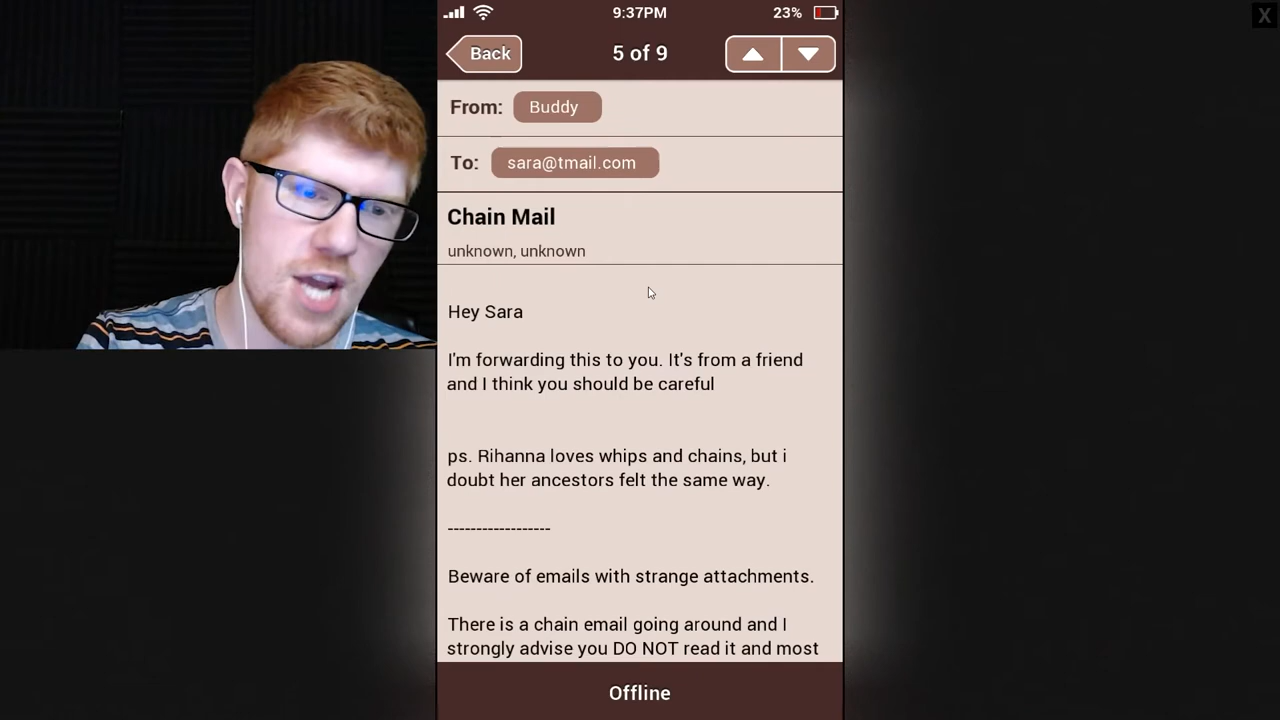 9:37PM
23%
X
Back
5 of 9
From: Buddy
To: sara@tmail.com
Chain Mail
unknown, unknown
Hey Sara
I'm forwarding this to you. It's from a friend
and I think you should be careful
ps. Rihanna loves whips and chains, but i
doubt her ancestors felt the same way.
------------------
Beware of emails with strange attachments.
There is a chain email going around and I
strongly advise you DO NOT read it and most
Offline